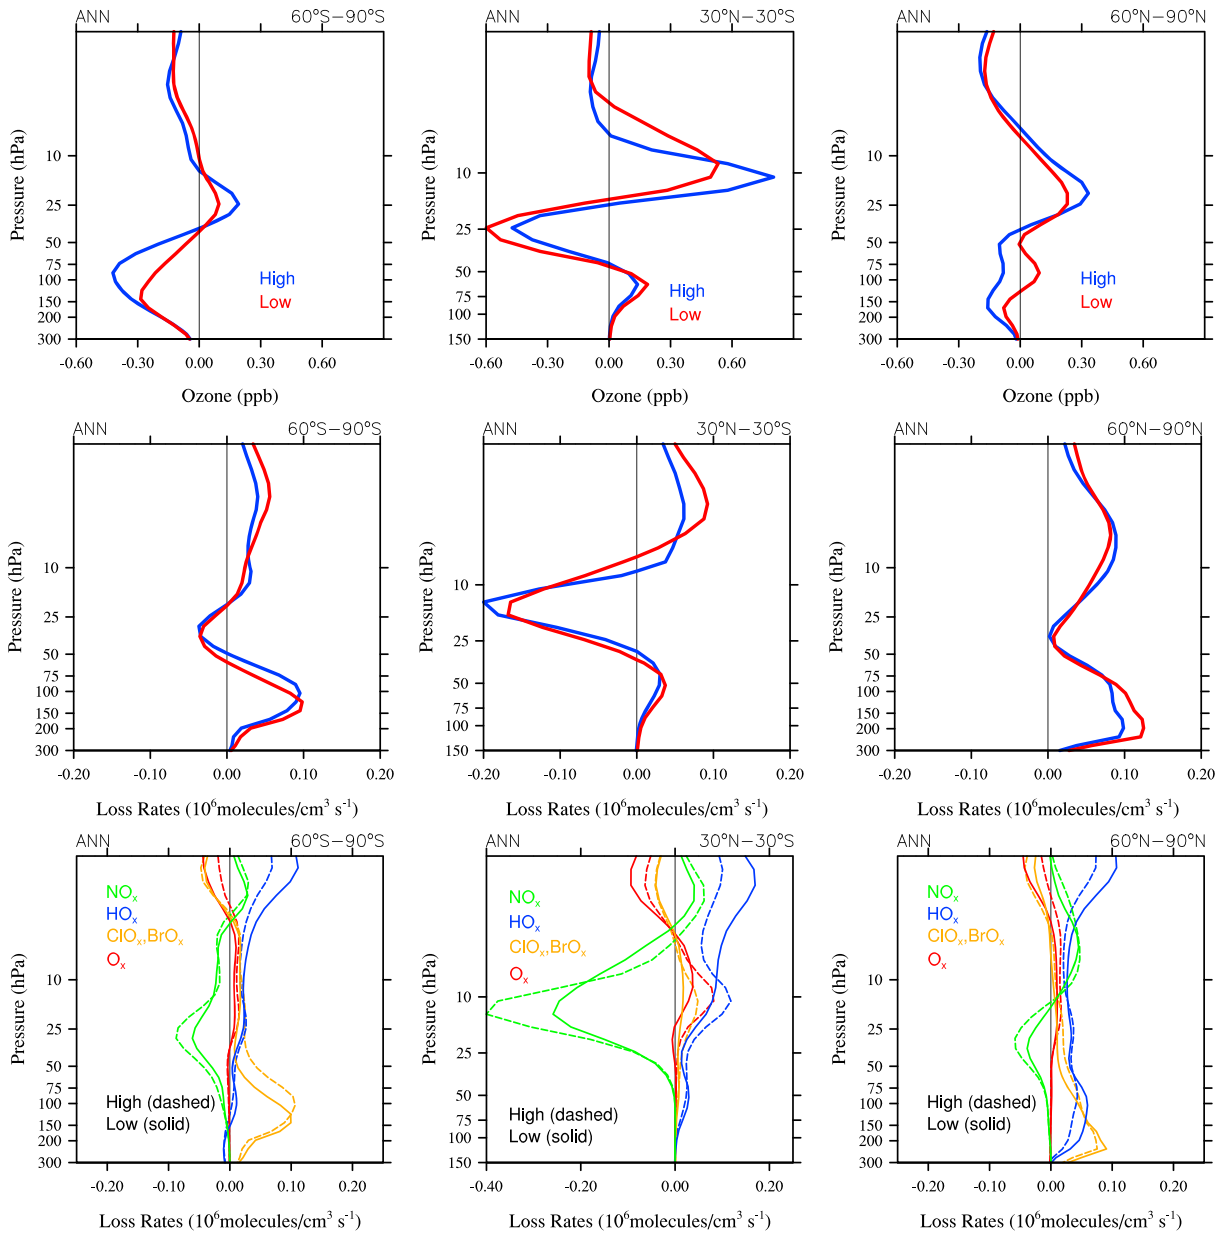 ANN 60°S−90°S
ANN 30°N−30°S
ANN 60°N−90°N
Pressure (hPa)
10
25
50
75
100
150
200
300
High
Low
-0.60 -0.30 0.00 0.30 0.60
Ozone (ppb)
Pressure (hPa)
10
25
50
75
100
150
High
Low
-0.60 -0.30 0.00 0.30 0.60
Ozone (ppb)
Pressure (hPa)
10
25
50
75
100
150
200
300
High
Low
-0.60 -0.30 0.00 0.30 0.60
Ozone (ppb)
ANN 60°S−90°S
ANN 30°N−30°S
ANN 60°N−90°N
Pressure (hPa)
10
25
50
75
100
150
200
300
-0.20 -0.10 0.00 0.10 0.20
Loss Rates (10⁶molecules/cm³ s⁻¹)
Pressure (hPa)
10
25
50
75
100
150
-0.20 -0.10 0.00 0.10 0.20
Loss Rates (10⁶molecules/cm³ s⁻¹)
Pressure (hPa)
10
25
50
75
100
150
200
300
-0.20 -0.10 0.00 0.10 0.20
Loss Rates (10⁶molecules/cm³ s⁻¹)
ANN 60°S−90°S
ANN 30°N−30°S
ANN 60°N−90°N
Pressure (hPa)
NOₓ
HOₓ
ClOₓ,BrOₓ
Oₓ
10
25
50
75
100
150
200
300
High (dashed)
Low (solid)
-0.20 -0.10 0.00 0.10 0.20
Loss Rates (10⁶molecules/cm³ s⁻¹)
Pressure (hPa)
NOₓ
HOₓ
ClOₓ,BrOₓ
Oₓ
10
25
50
75
100
150
High (dashed)
Low (solid)
-0.40 -0.20 0.00 0.20
Loss Rates (10⁶molecules/cm³ s⁻¹)
Pressure (hPa)
NOₓ
HOₓ
ClOₓ,BrOₓ
Oₓ
10
25
50
75
100
150
200
300
High (dashed)
Low (solid)
-0.20 -0.10 0.00 0.10 0.20
Loss Rates (10⁶molecules/cm³ s⁻¹)